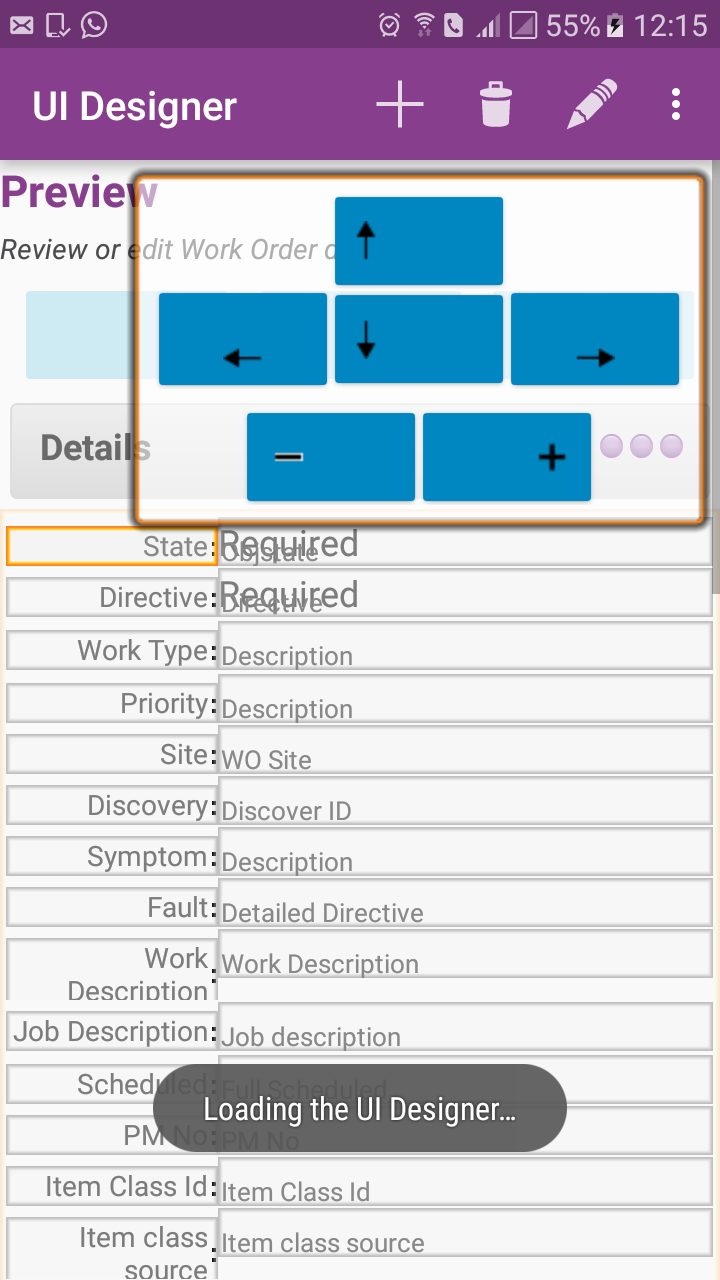 55% 12:15
UI Designer
Preview
Review or edit Work Order d
Details
State: Required Objstate
Directive: Required Directive
Work Type: Description
Priority: Description
Site: WO Site
Discovery: Discover ID
Symptom: Description
Fault: Detailed Directive
Work Description: Work Description
Job Description: Job description
Scheduled: Full Scheduled
Loading the UI Designer...
PM No: PM No
Item Class Id: Item Class Id
Item class source: Item class source